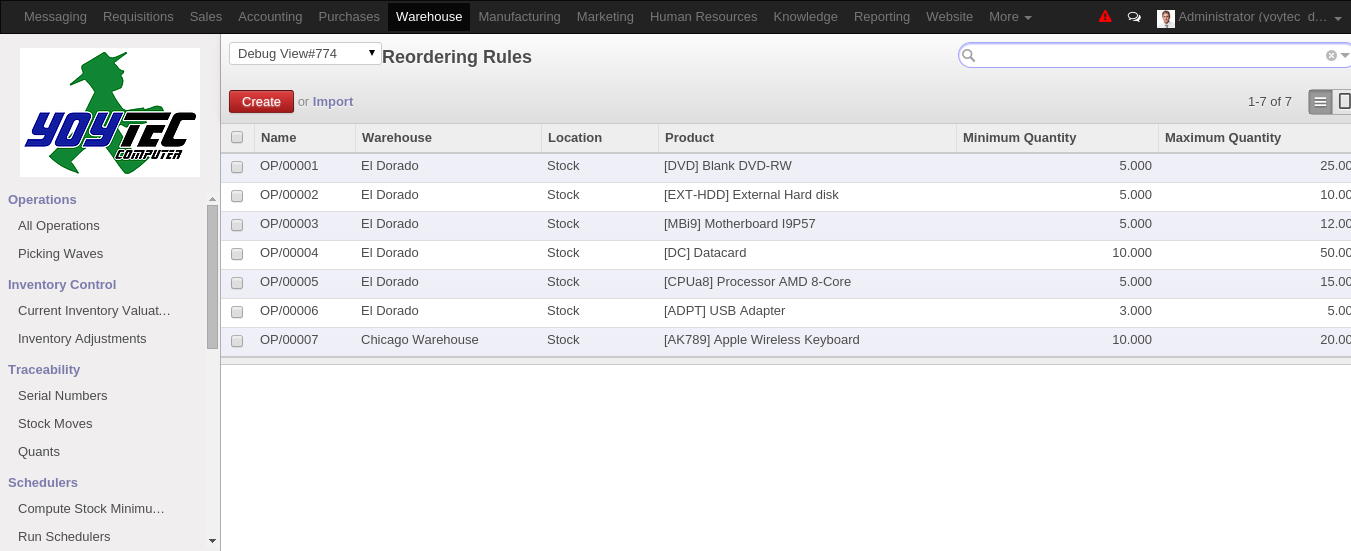 Messaging Requisitions Sales Accounting Purchases Warehouse Manufacturing Marketing Human Resources Knowledge Reporting Website More Administrator (yoytec_d…
YOYTEC
COMPUTER
Debug View#774 Reordering Rules
Create or Import 1-7 of 7
Name Warehouse Location Product Minimum Quantity Maximum Quantity
OP/00001 El Dorado Stock [DVD] Blank DVD-RW 5.000 25.00
OP/00002 El Dorado Stock [EXT-HDD] External Hard disk 5.000 10.00
OP/00003 El Dorado Stock [MBi9] Motherboard I9P57 5.000 12.00
OP/00004 El Dorado Stock [DC] Datacard 10.000 50.00
OP/00005 El Dorado Stock [CPUa8] Processor AMD 8-Core 5.000 15.00
OP/00006 El Dorado Stock [ADPT] USB Adapter 3.000 5.00
OP/00007 Chicago Warehouse Stock [AK789] Apple Wireless Keyboard 10.000 20.00
Operations
All Operations
Picking Waves
Inventory Control
Current Inventory Valuat…
Inventory Adjustments
Traceability
Serial Numbers
Stock Moves
Quants
Schedulers
Compute Stock Minimu…
Run Schedulers